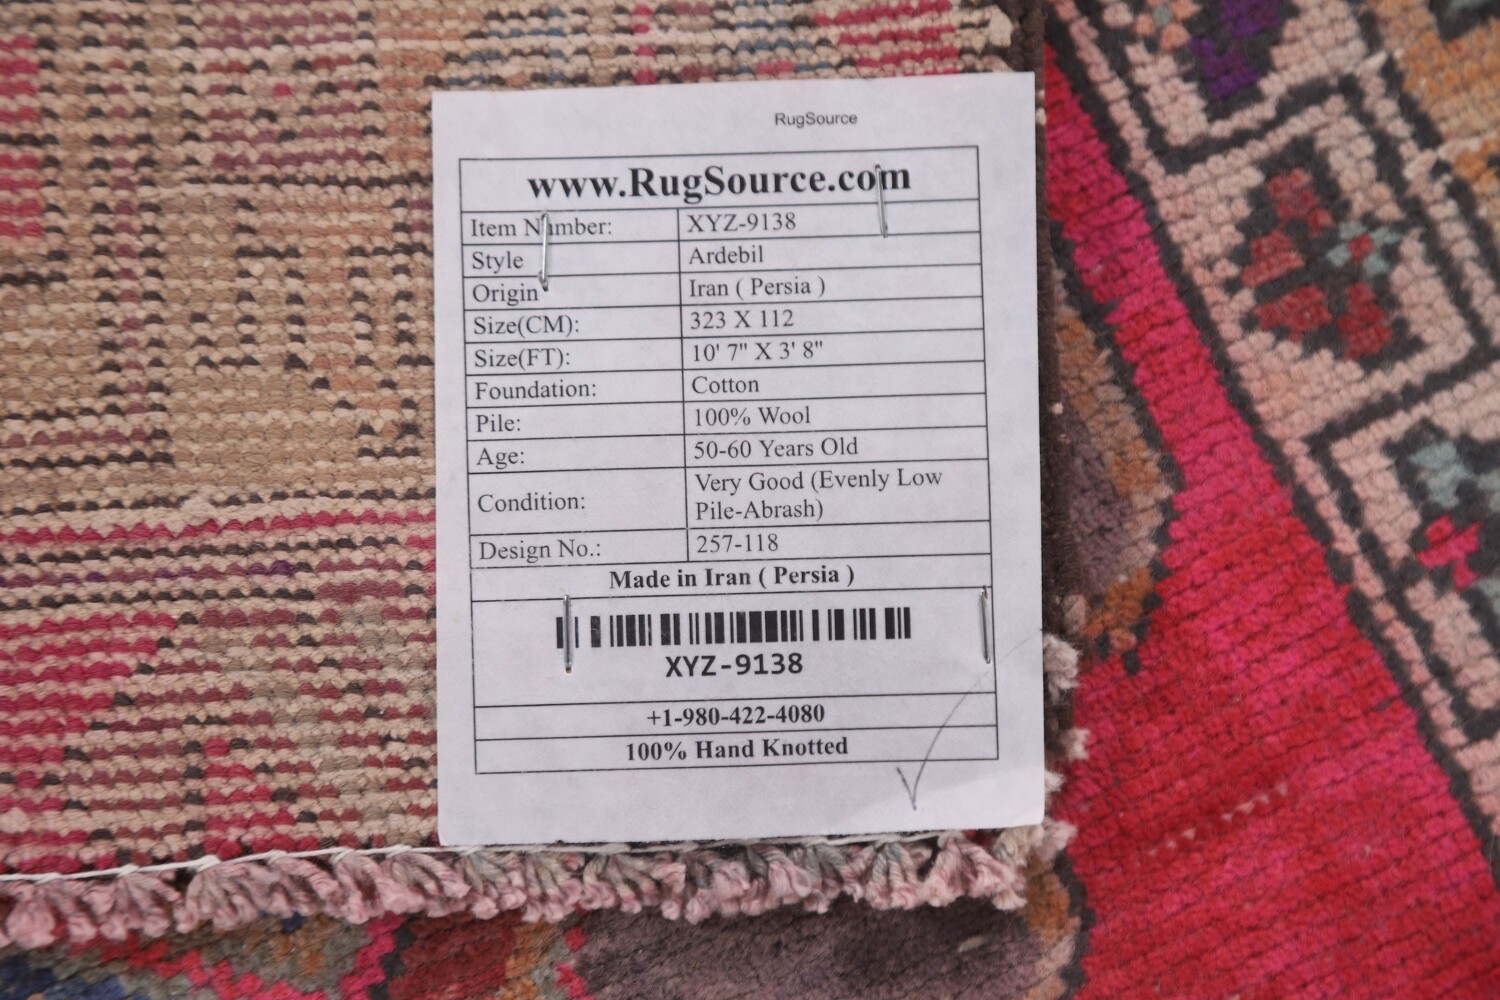 RugSource
www.RugSource.com
Item Number: XYZ-9138
Style Ardebil
Origin Iran ( Persia )
Size(CM): 323 X 112
Size(FT): 10' 7" X 3' 8"
Foundation: Cotton
Pile: 100% Wool
Age: 50-60 Years Old
Condition: Very Good (Evenly Low
Pile-Abrash)
Design No.: 257-118
Made in Iran ( Persia )
XYZ-9138
+1-980-422-4080
100% Hand Knotted